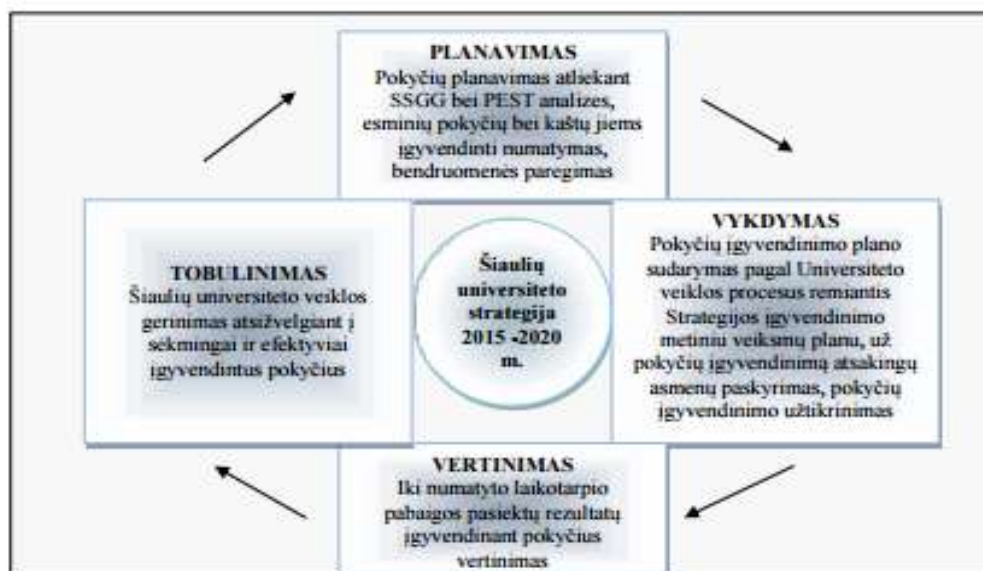 PLANAVIMAS
Pokyčių planavimas atliekant
SSGG bei PEST analizes,
esminių pokyčių bei kaštų jiems
įgyvendinti numatymas,
bendruomenės paregimas
VYKDYMAS
Pokyčių įgyvendinimo plano
sudarymas pagal Universiteto
veiklos procesus remiantis
Strategijos įgyvendinimo
metiniu veiksmų planu, už
pokyčių įgyvendinimą atsakingų
asmenų paskyrimas, pokyčių
įgyvendinimo užtikrinimas
VERTINIMAS
Iki numatyto laikotarpio
pabaigos pasiektų rezultatų
įgyvendinant pokyčius
vertinimas
TOBULINIMAS
Šiaulių universiteto veiklos
gerinimas atsižvelgiant į
sėkmingai ir efektyviai
įgyvendintus pokyčius
Šiaulių
universiteto
strategija
2015 -2020
m.